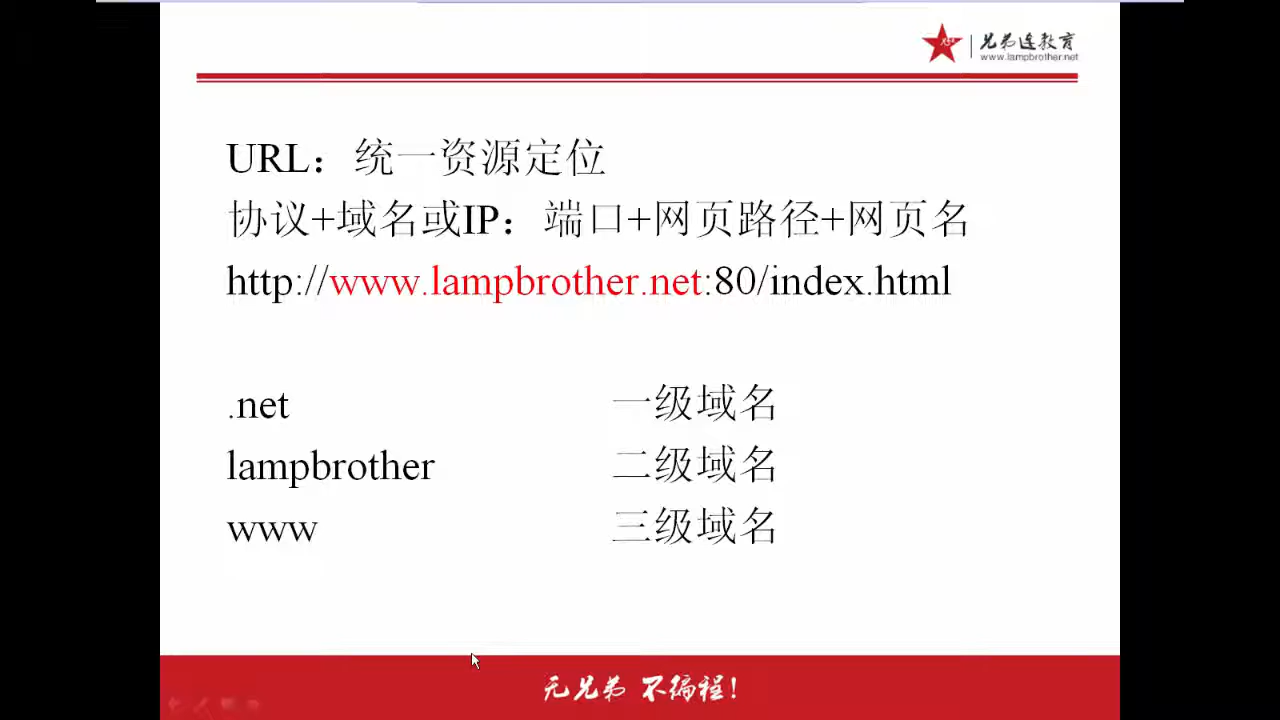 兄弟连教育
www.lampbrother.net
URL：统一资源定位
协议+域名或IP：端口+网页路径+网页名
http://www.lampbrother.net:80/index.html
.net 一级域名
lampbrother 二级域名
www 三级域名
无兄弟 不编程！